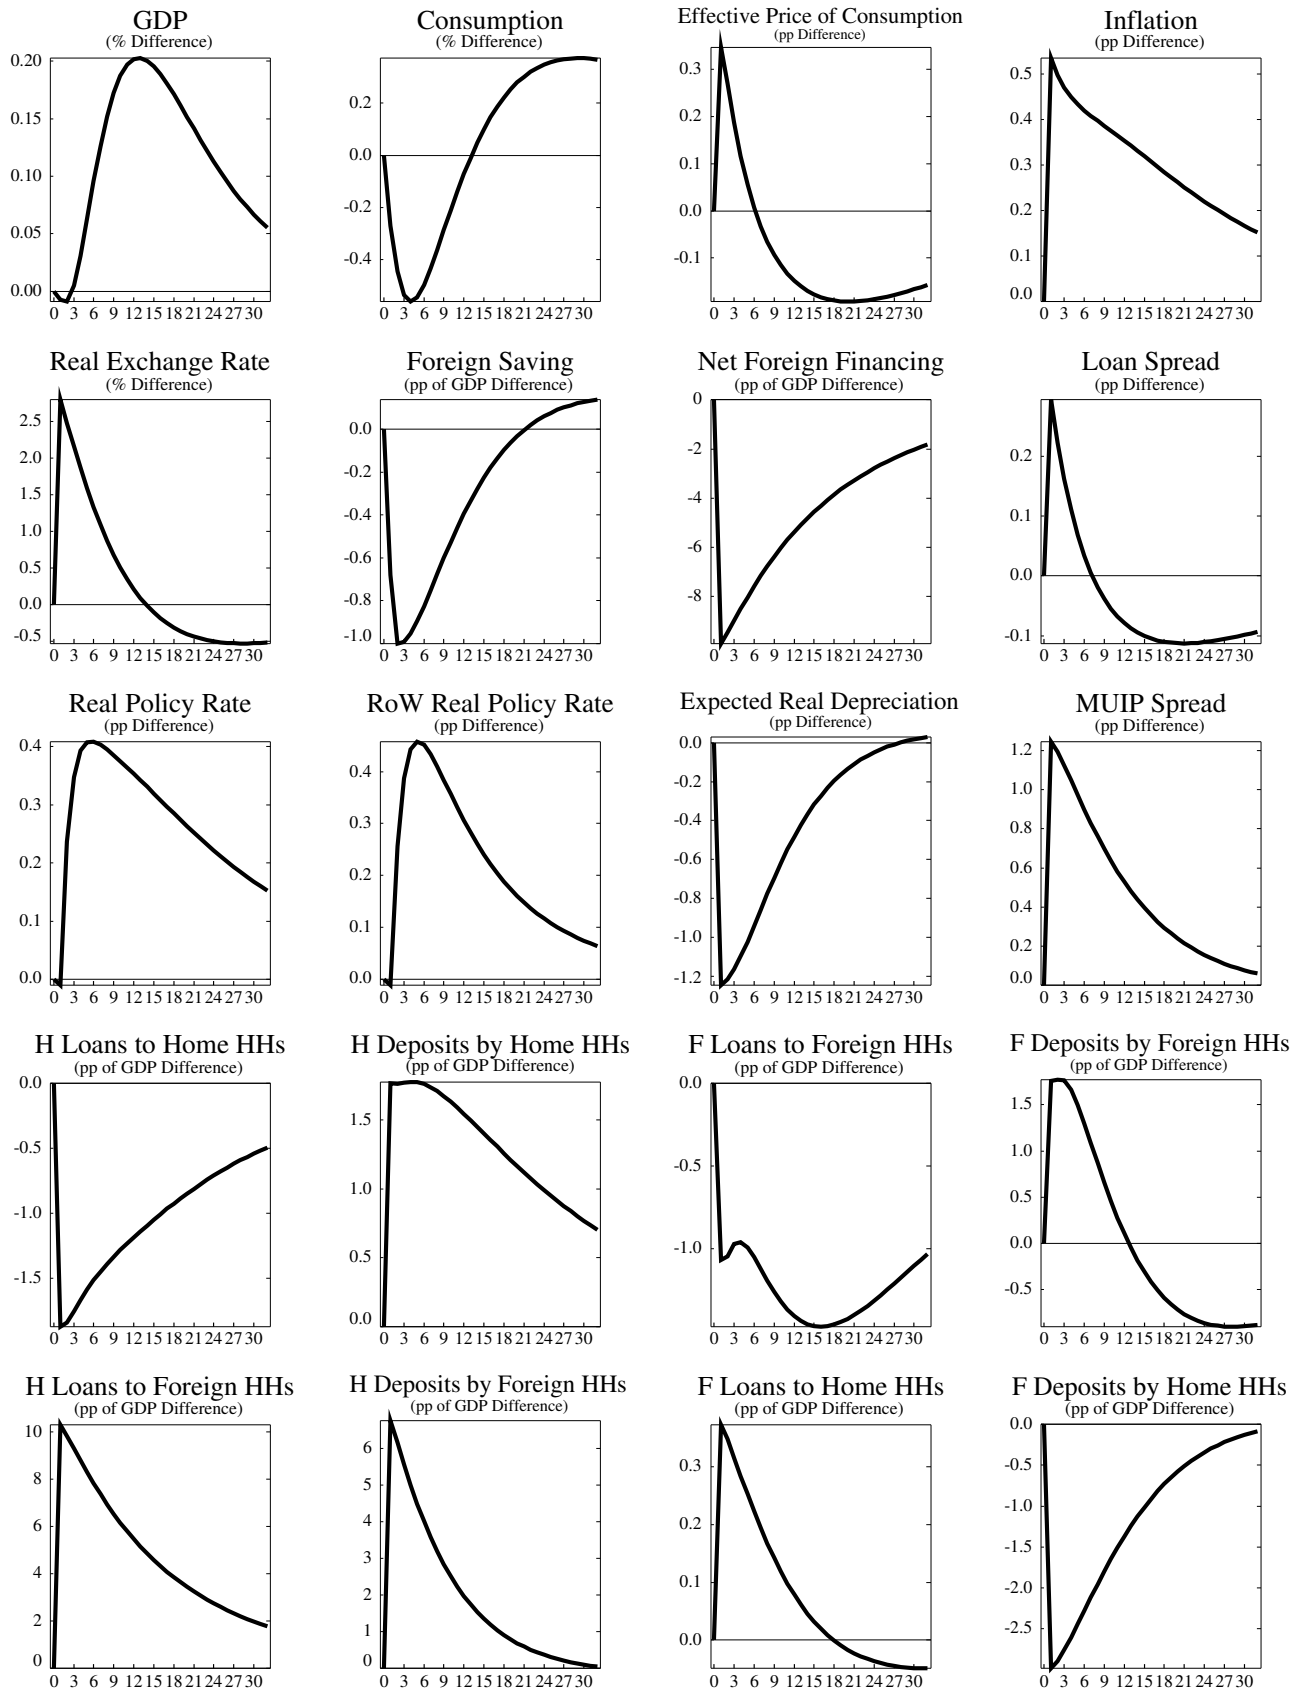 GDP
(% Difference)
0.20
0.15
0.10
0.05
0.00
0 3 6 9 12 15 18 21 24 27 30
Consumption
(% Difference)
0.2
0.0
-0.2
-0.4
0 3 6 9 12 15 18 21 24 27 30
Effective Price of Consumption
(pp Difference)
0.3
0.2
0.1
0.0
-0.1
0 3 6 9 12 15 18 21 24 27 30
Inflation
(pp Difference)
0.5
0.4
0.3
0.2
0.1
0.0
0 3 6 9 12 15 18 21 24 27 30
Real Exchange Rate
(% Difference)
2.5
2.0
1.5
1.0
0.5
0.0
-0.5
0 3 6 9 12 15 18 21 24 27 30
Foreign Saving
(pp of GDP Difference)
0.0
-0.2
-0.4
-0.6
-0.8
-1.0
0 3 6 9 12 15 18 21 24 27 30
Net Foreign Financing
(pp of GDP Difference)
0
-2
-4
-6
-8
0 3 6 9 12 15 18 21 24 27 30
Loan Spread
(pp Difference)
0.2
0.1
0.0
-0.1
0 3 6 9 12 15 18 21 24 27 30
Real Policy Rate
(pp Difference)
0.4
0.3
0.2
0.1
0.0
0 3 6 9 12 15 18 21 24 27 30
RoW Real Policy Rate
(pp Difference)
0.4
0.3
0.2
0.1
0.0
0 3 6 9 12 15 18 21 24 27 30
Expected Real Depreciation
(pp Difference)
0.0
-0.2
-0.4
-0.6
-0.8
-1.0
-1.2
0 3 6 9 12 15 18 21 24 27 30
MUIP Spread
(pp Difference)
1.2
1.0
0.8
0.6
0.4
0.2
0.0
0 3 6 9 12 15 18 21 24 27 30
H Loans to Home HHs
(pp of GDP Difference)
0.0
-0.5
-1.0
-1.5
0 3 6 9 12 15 18 21 24 27 30
H Deposits by Home HHs
(pp of GDP Difference)
1.5
1.0
0.5
0.0
0 3 6 9 12 15 18 21 24 27 30
F Loans to Foreign HHs
(pp of GDP Difference)
0.0
-0.5
-1.0
0 3 6 9 12 15 18 21 24 27 30
F Deposits by Foreign HHs
(pp of GDP Difference)
1.5
1.0
0.5
0.0
-0.5
0 3 6 9 12 15 18 21 24 27 30
H Loans to Foreign HHs
(pp of GDP Difference)
10
8
6
4
2
0
0 3 6 9 12 15 18 21 24 27 30
H Deposits by Foreign HHs
(pp of GDP Difference)
6
5
4
3
2
1
0
0 3 6 9 12 15 18 21 24 27 30
F Loans to Home HHs
(pp of GDP Difference)
0.3
0.2
0.1
0.0
0 3 6 9 12 15 18 21 24 27 30
F Deposits by Home HHs
(pp of GDP Difference)
0.0
-0.5
-1.0
-1.5
-2.0
-2.5
0 3 6 9 12 15 18 21 24 27 30